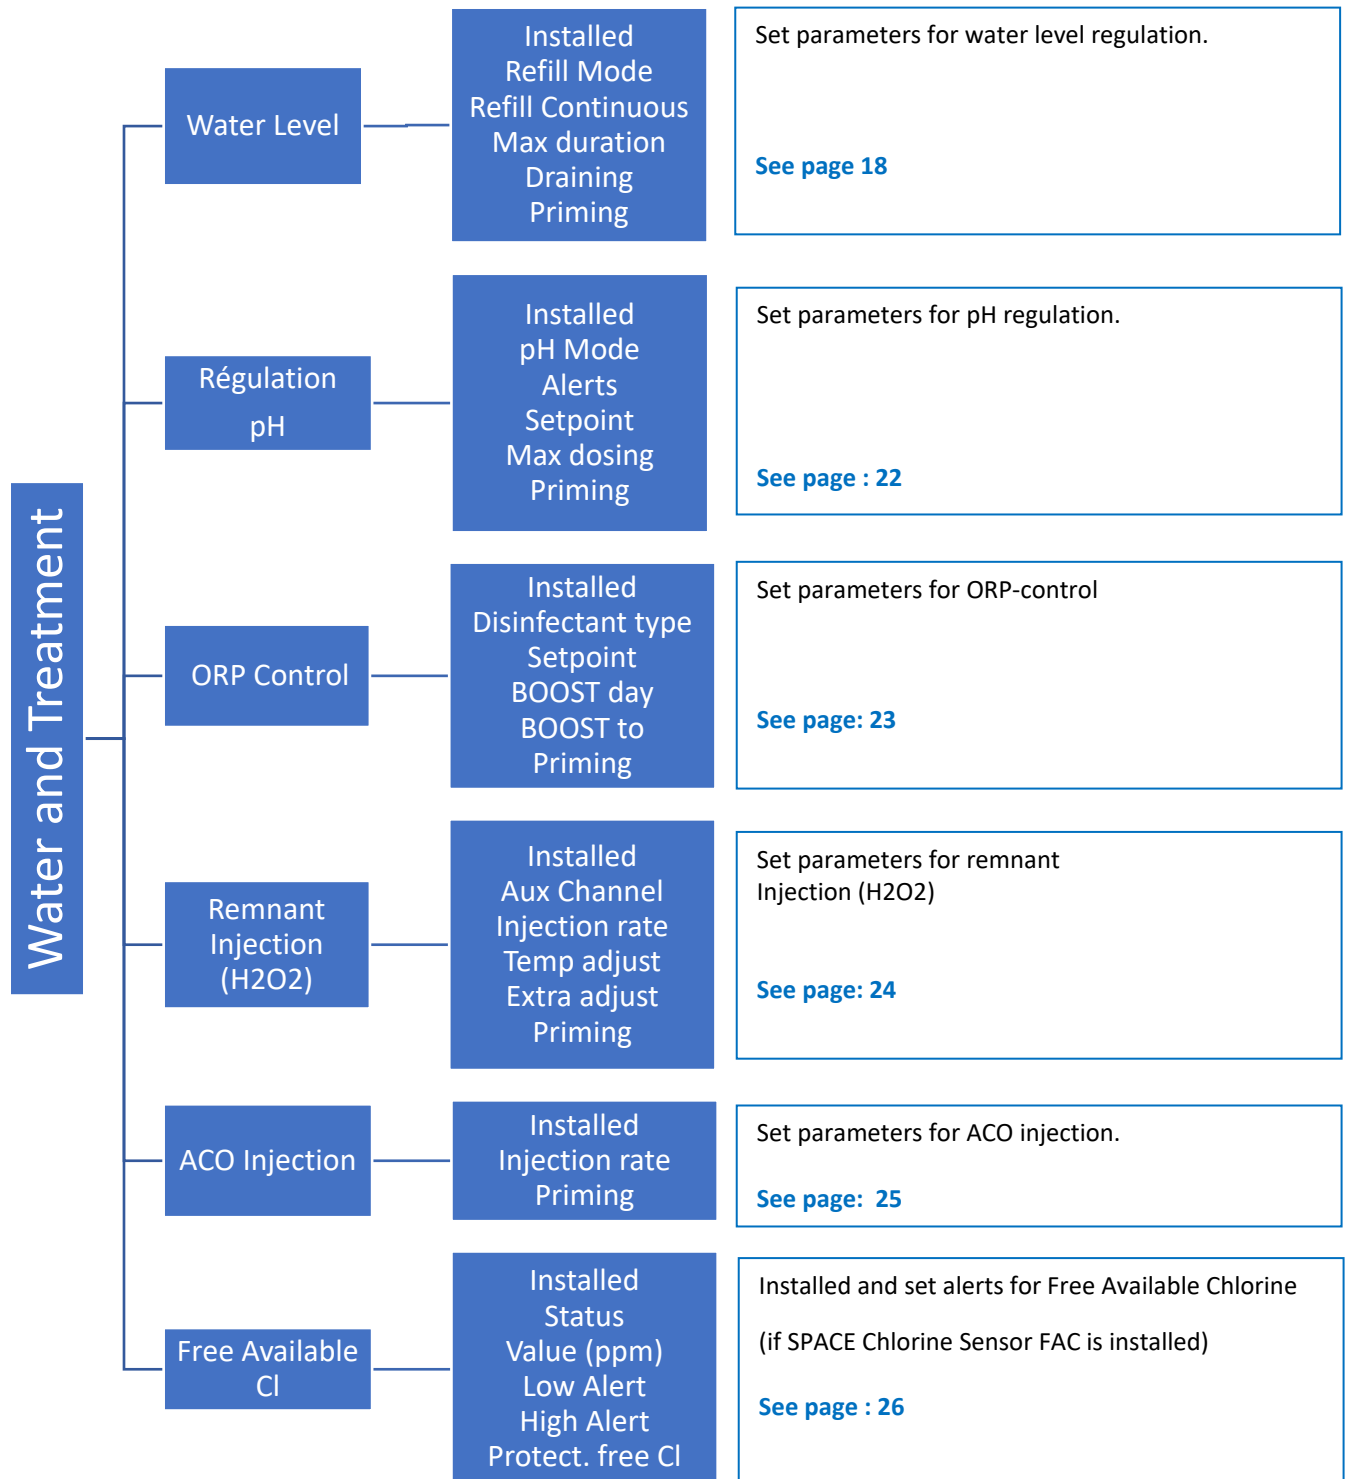 Water and Treatment
Water Level
Installed
Refill Mode
Refill Continuous
Max duration
Draining
Priming
Set parameters for water level regulation.
See page 18
Régulation
pH
Installed
pH Mode
Alerts
Setpoint
Max dosing
Priming
Set parameters for pH regulation.
See page : 22
ORP Control
Installed
Disinfectant type
Setpoint
BOOST day
BOOST to
Priming
Set parameters for ORP-control
See page: 23
Remnant
Injection
(H2O2)
Installed
Aux Channel
Injection rate
Temp adjust
Extra adjust
Priming
Set parameters for remnant
Injection (H2O2)
See page: 24
ACO Injection
Installed
Injection rate
Priming
Set parameters for ACO injection.
See page:  25
Free Available
Cl
Installed
Status
Value (ppm)
Low Alert
High Alert
Protect. free Cl
Installed and set alerts for Free Available Chlorine
(if SPACE Chlorine Sensor FAC is installed)
See page : 26